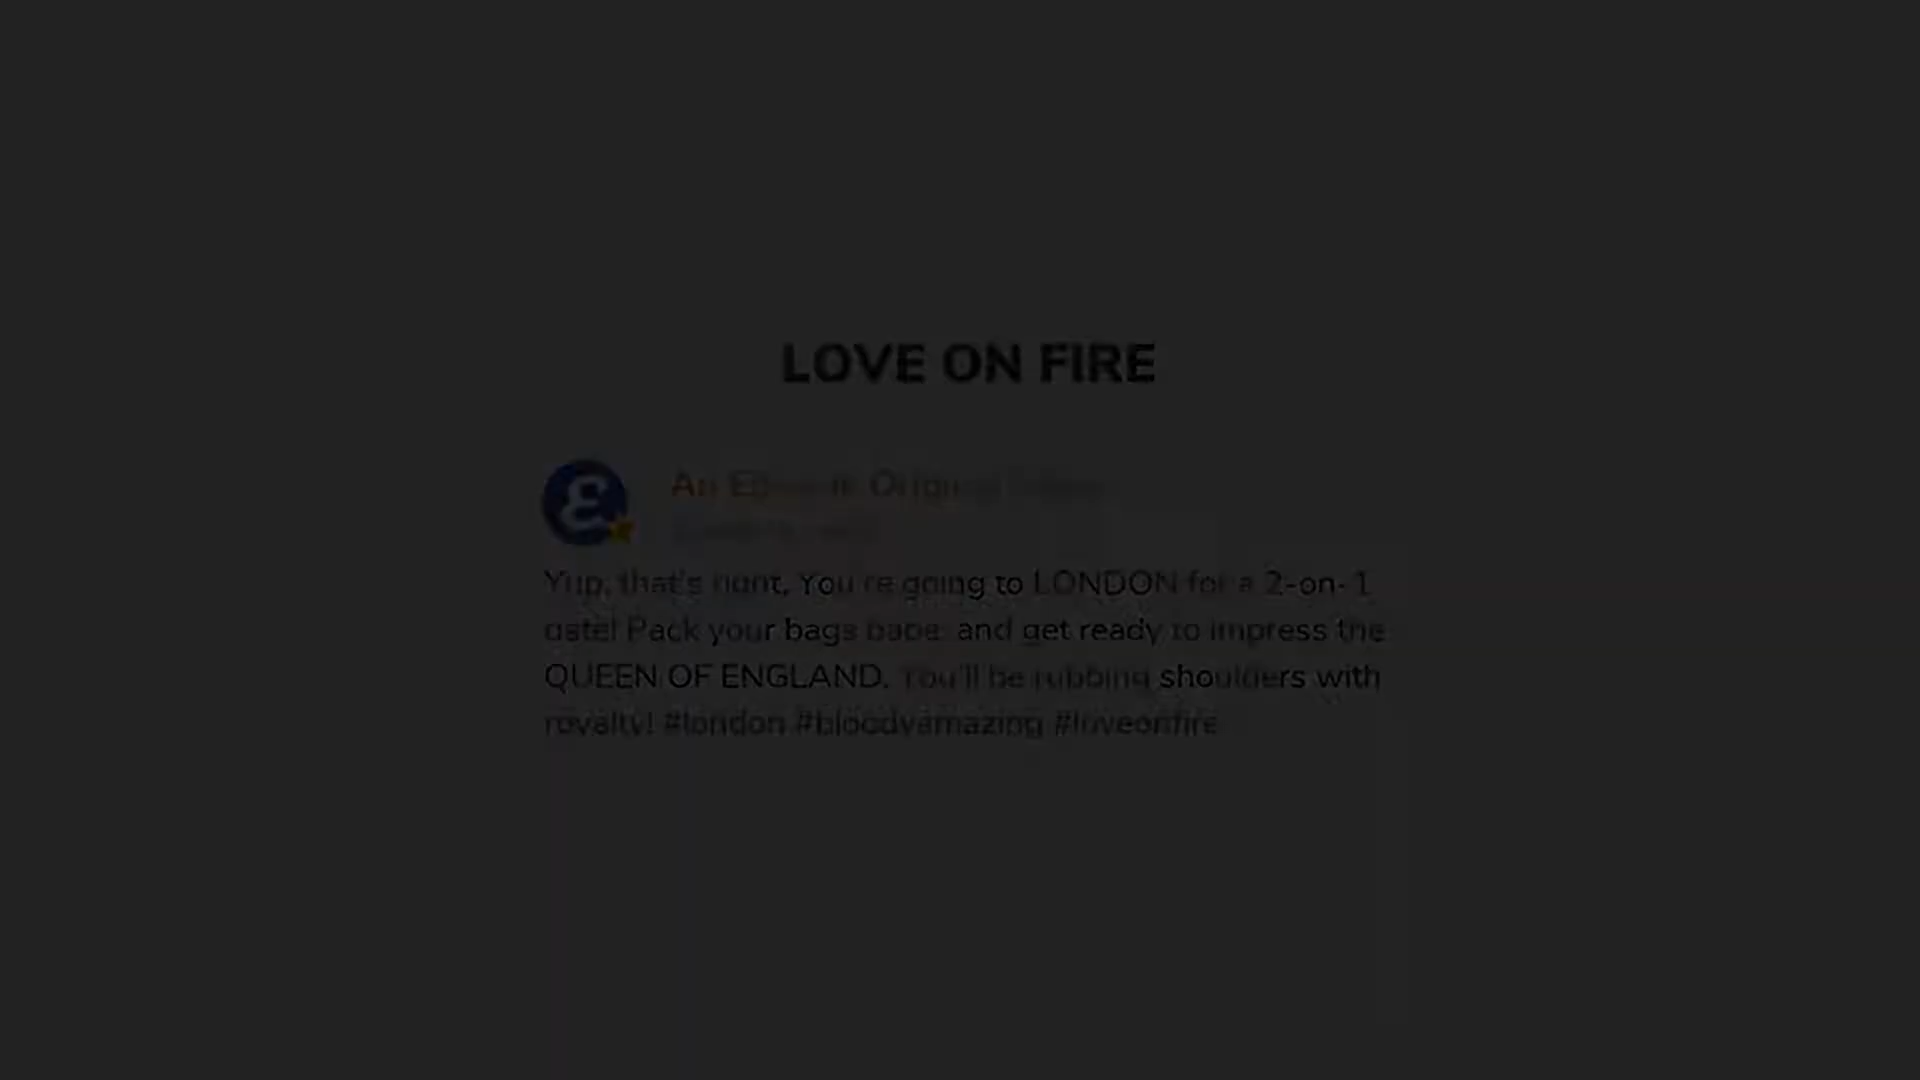 LOVE ON FIRE
An Original
Yup, that's right. You're going to LONDON for a 2-on-1
date! Pack your bags babe, and get ready to impress the
QUEEN OF ENGLAND. You'll be rubbing shoulders with
royalty! #london #bloodyamazing #loveonfire